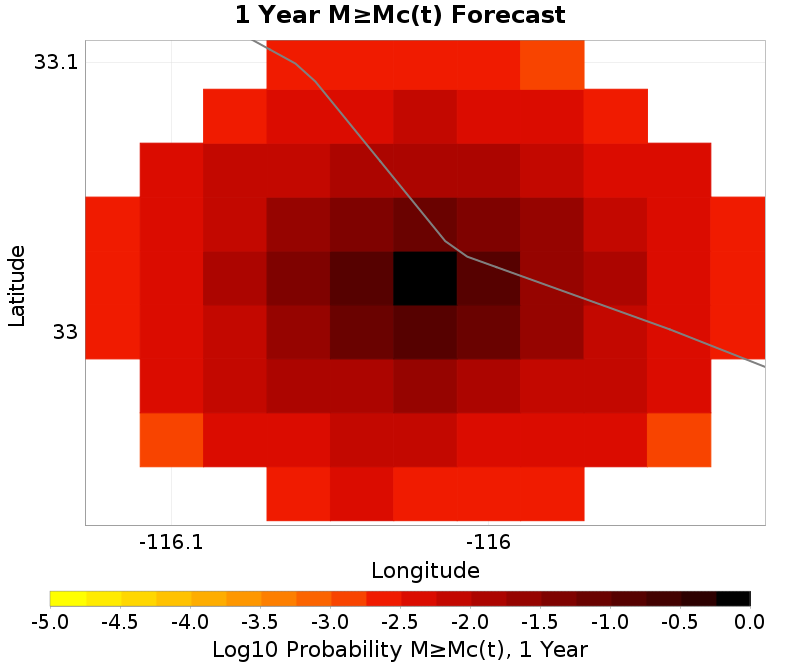 1 Year M≥Mc(t) Forecast
33.1
33
Latitude
-116.1 -116
Longitude
-5.0 -4.5 -4.0 -3.5 -3.0 -2.5 -2.0 -1.5 -1.0 -0.5 0.0
Log10 Probability M≥Mc(t), 1 Year